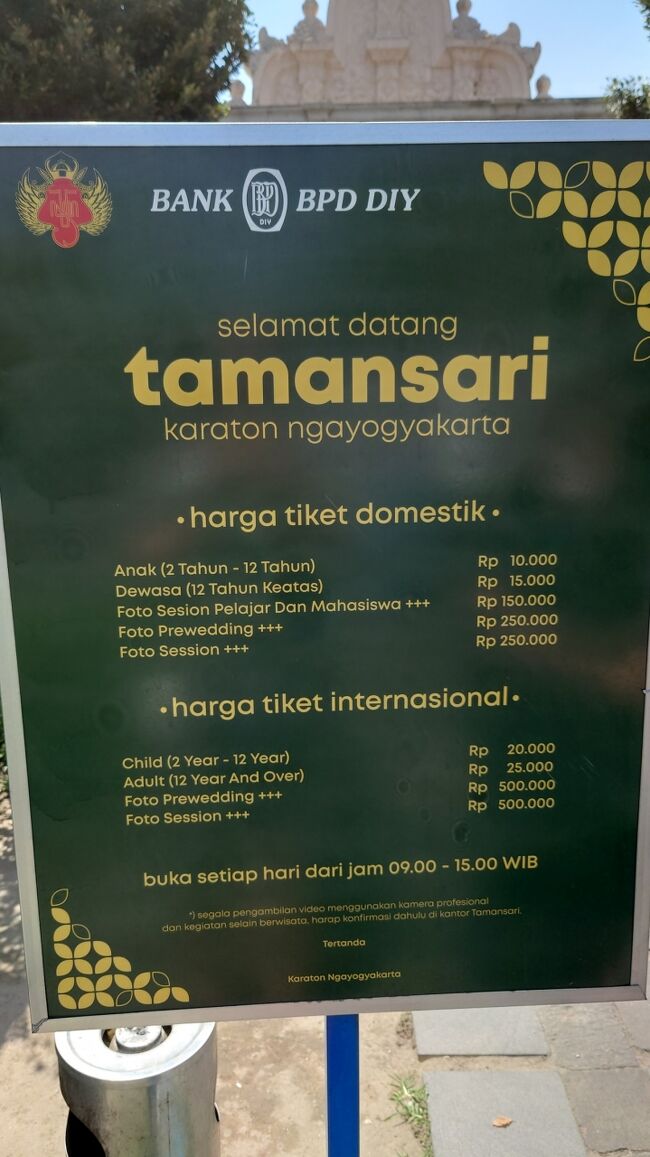 BANK BPD DIY BPD DIY
selamat datang
tamansari
karaton ngayogyakarta
• harga tiket domestik •
Anak (2 Tahun - 12 Tahun) Rp 10.000
Dewasa (12 Tahun Keatas) Rp 15.000
Foto Sesion Pelajar Dan Mahasiswa +++ Rp 150.000
Foto Prewedding +++ Rp 250.000
Foto Session +++ Rp 250.000
• harga tiket internasional •
Child (2 Year - 12 Year) Rp 20.000
Adult (12 Year And Over) Rp 25.000
Foto Prewedding +++ Rp 500.000
Foto Session +++ Rp 500.000
buka setiap hari dari jam 09.00 - 15.00 WIB
*) segala pengambilan video menggunakan kamera profesional
dan kegiatan selain berwisata, harap konfirmasi dahulu di kantor Tamansari.
Tertanda
Karaton Ngayogyakarta